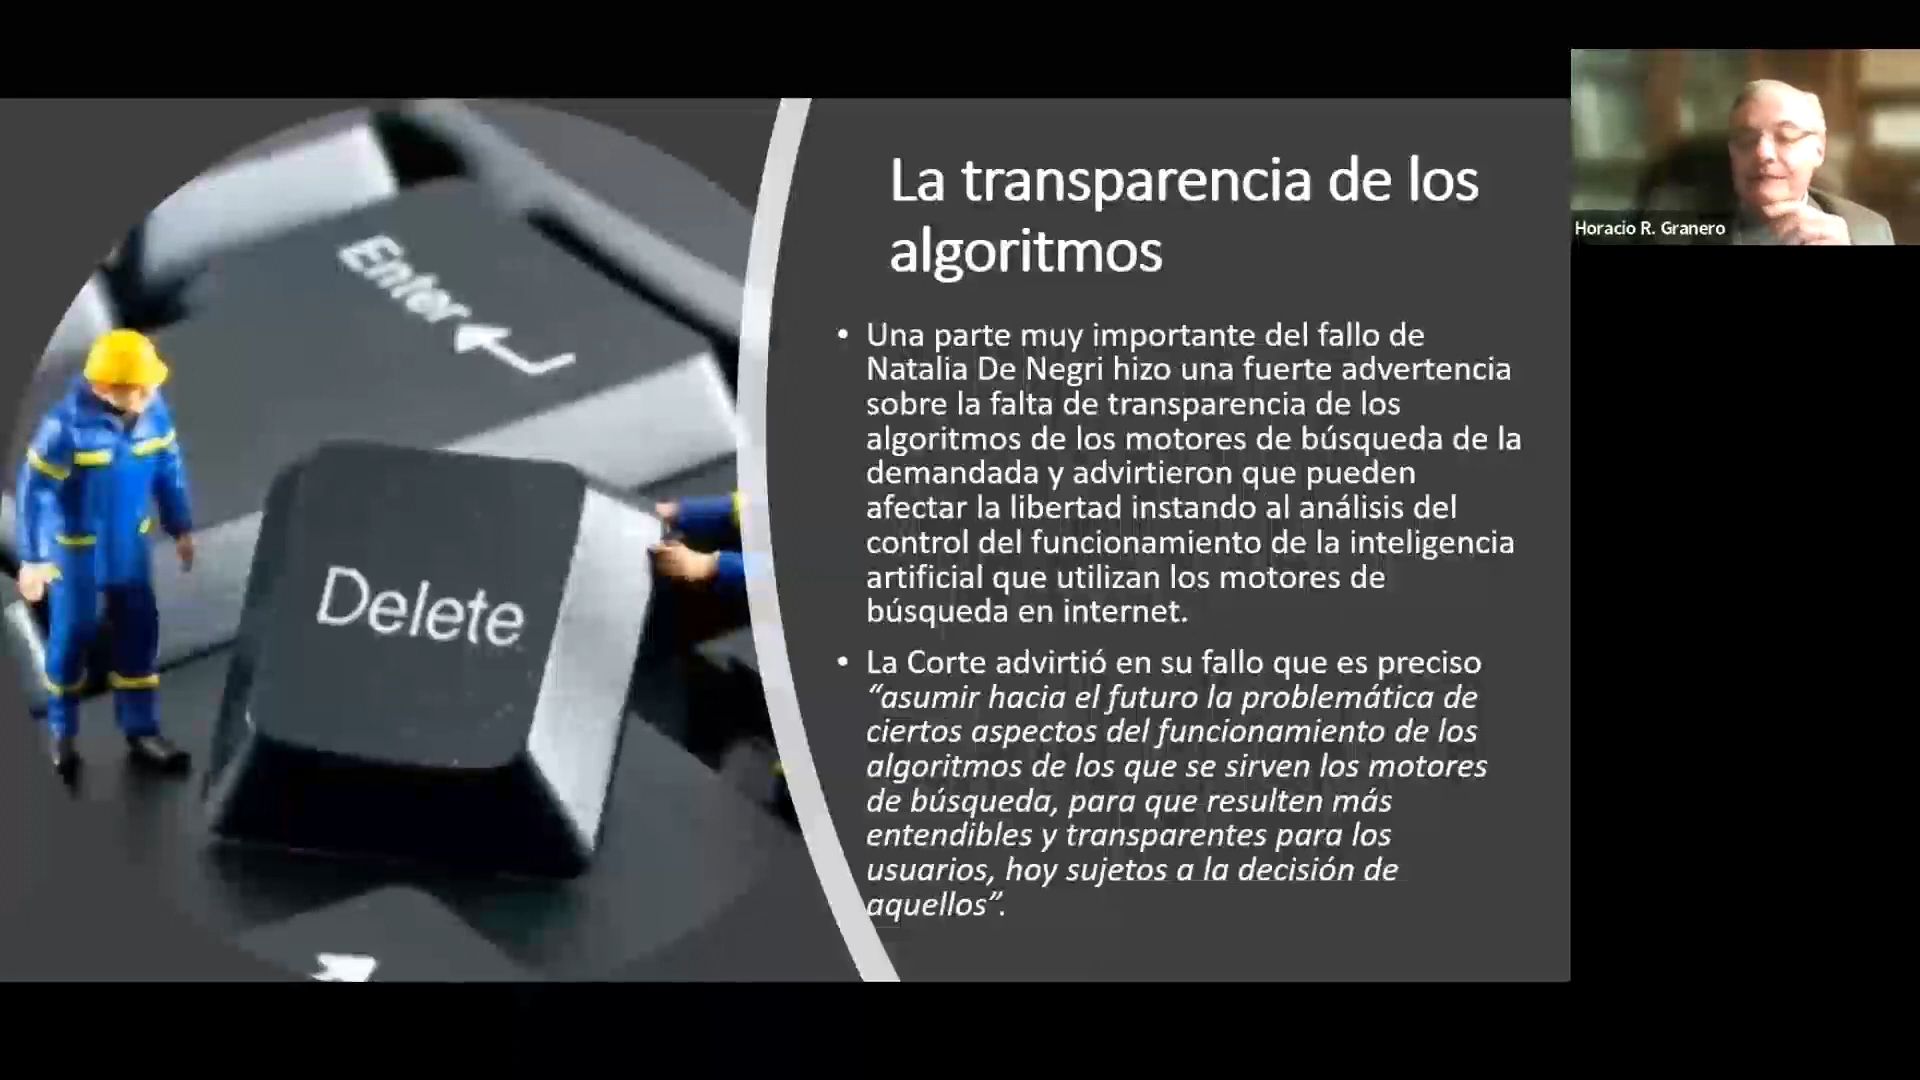 Enter
Delete
La transparencia de los
algoritmos
• Una parte muy importante del fallo de
Natalia De Negri hizo una fuerte advertencia
sobre la falta de transparencia de los
algoritmos de los motores de búsqueda de la
demandada y advirtieron que pueden
afectar la libertad instando al análisis del
control del funcionamiento de la inteligencia
artificial que utilizan los motores de
búsqueda en internet.
• La Corte advirtió en su fallo que es preciso
“asumir hacia el futuro la problemática de
ciertos aspectos del funcionamiento de los
algoritmos de los que se sirven los motores
de búsqueda, para que resulten más
entendibles y transparentes para los
usuarios, hoy sujetos a la decisión de
aquellos”.
Horacio R. Granero